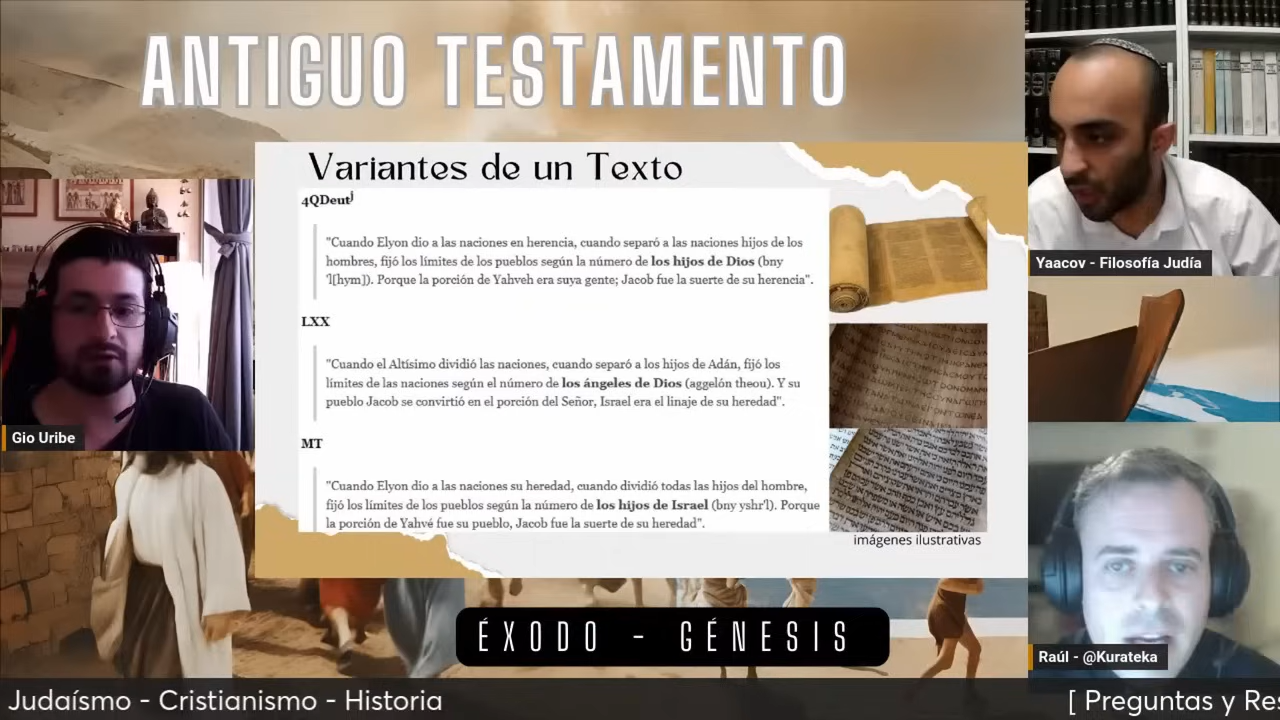 ANTIGUO TESTAMENTO
Variantes de un Texto
4QDeutʲ
"Cuando Elyon dio a las naciones en herencia, cuando separó a las naciones hijos de los
hombres, fijó los límites de los pueblos según la número de los hijos de Dios (bny
'l[hym]). Porque la porción de Yahveh era suya gente; Jacob fue la suerte de su herencia".
LXX
"Cuando el Altísimo dividió las naciones, cuando separó a los hijos de Adán, fijó los
límites de las naciones según el número de los ángeles de Dios (aggelón theou). Y su
pueblo Jacob se convirtió en el porción del Señor, Israel era el linaje de su heredad".
MT
"Cuando Elyon dio a las naciones su heredad, cuando dividió todas las hijos del hombre,
fijó los límites de los pueblos según la número de los hijos de Israel (bny yshr'l). Porque
la porción de Yahvé fue su pueblo, Jacob fue la suerte de su heredad".
imágenes ilustrativas
Yaacov - Filosofía Judía
Gio Uribe
Raúl - @Kurateka
ÉXODO - GÉNESIS
Judaísmo - Cristianismo - Historia
[ Preguntas y Res